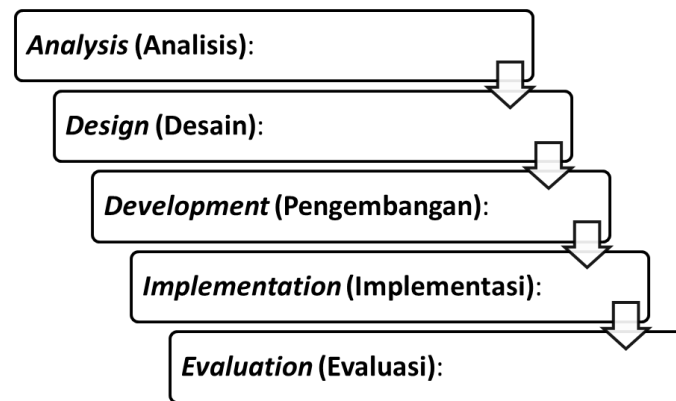 Analysis (Analisis):
Design (Desain):
Development (Pengembangan):
Implementation (Implementasi):
Evaluation (Evaluasi):